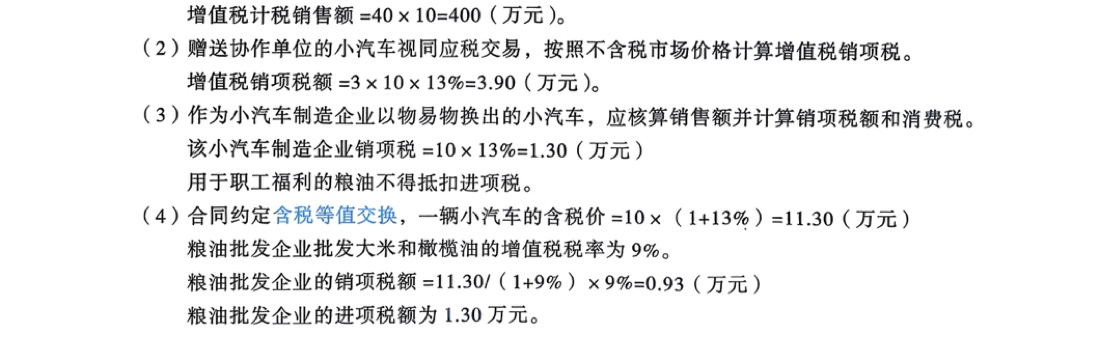 增值税计税销售额 =40 × 10=400（万元）。
（2）赠送协作单位的小汽车视同应税交易，按照不含税市场价格计算增值税销项税。
增值税销项税额 =3 × 10 × 13%=3.90（万元）。
（3）作为小汽车制造企业以物易物换出的小汽车，应核算销售额并计算销项税额和消费税。
该小汽车制造企业销项税 =10 × 13%=1.30（万元）
用于职工福利的粮油不得抵扣进项税。
（4）合同约定含税等值交换，一辆小汽车的含税价 =10 ×（1+13%）=11.30（万元）
粮油批发企业批发大米和橄榄油的增值税税率为 9%。
粮油批发企业的销项税额 =11.30/（1+9%）× 9%=0.93（万元）
粮油批发企业的进项税额为 1.30 万元。